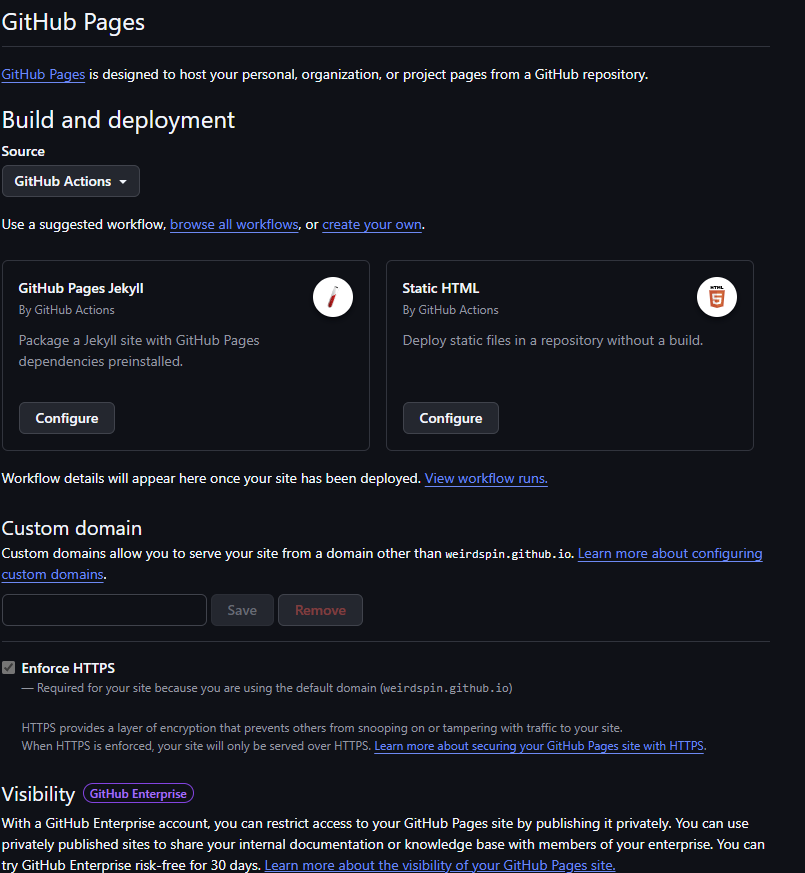 GitHub Pages
GitHub Pages is designed to host your personal, organization, or project pages from a GitHub repository.
Build and deployment
Source
GitHub Actions
Use a suggested workflow, browse all workflows, or create your own.
GitHub Pages Jekyll
By GitHub Actions
Package a Jekyll site with GitHub Pages
dependencies preinstalled.
Configure
Static HTML
By GitHub Actions
HTML
5
Deploy static files in a repository without a build.
Configure
Workflow details will appear here once your site has been deployed. View workflow runs.
Custom domain
Custom domains allow you to serve your site from a domain other than weirdspin.github.io. Learn more about configuring
custom domains.
Save
Remove
Enforce HTTPS
— Required for your site because you are using the default domain (weirdspin.github.io)
HTTPS provides a layer of encryption that prevents others from snooping on or tampering with traffic to your site.
When HTTPS is enforced, your site will only be served over HTTPS. Learn more about securing your GitHub Pages site with HTTPS.
Visibility GitHub Enterprise
With a GitHub Enterprise account, you can restrict access to your GitHub Pages site by publishing it privately. You can use
privately published sites to share your internal documentation or knowledge base with members of your enterprise. You can
try GitHub Enterprise risk-free for 30 days. Learn more about the visibility of your GitHub Pages site.